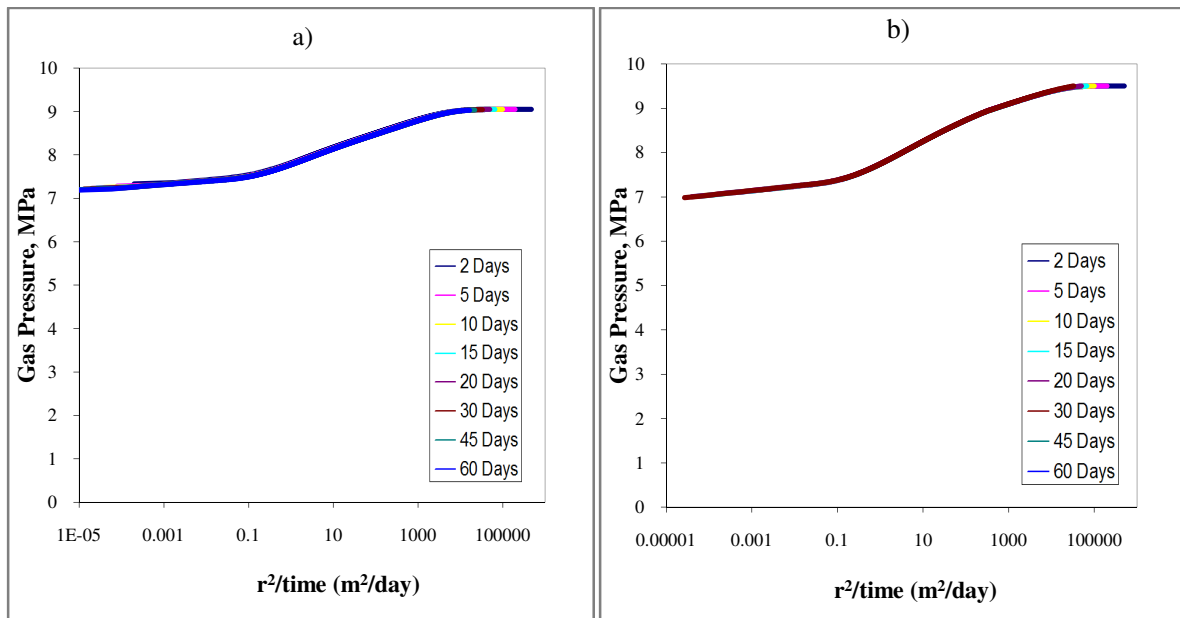 a)
10
9
8
7
6
5
4
3
2
1
0
Gas Pressure, MPa
2 Days
5 Days
10 Days
15 Days
20 Days
30 Days
45 Days
60 Days
1E-05 0.001 0.1 10 1000 100000
r²/time (m²/day)
b)
10
9
8
7
6
5
4
3
2
1
0
Gas Pressure, MPa
2 Days
5 Days
10 Days
15 Days
20 Days
30 Days
45 Days
60 Days
0.00001 0.001 0.1 10 1000 100000
r²/time (m²/day)